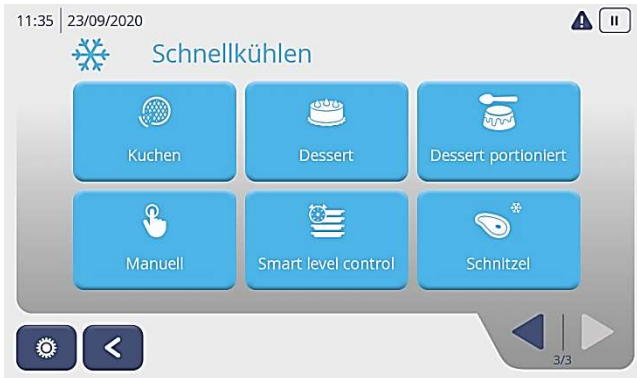 11:35 23/09/2020
Schnellkühlen
Kuchen Dessert Dessert portioniert
Manuell Smart level control Schnitzel
3/3